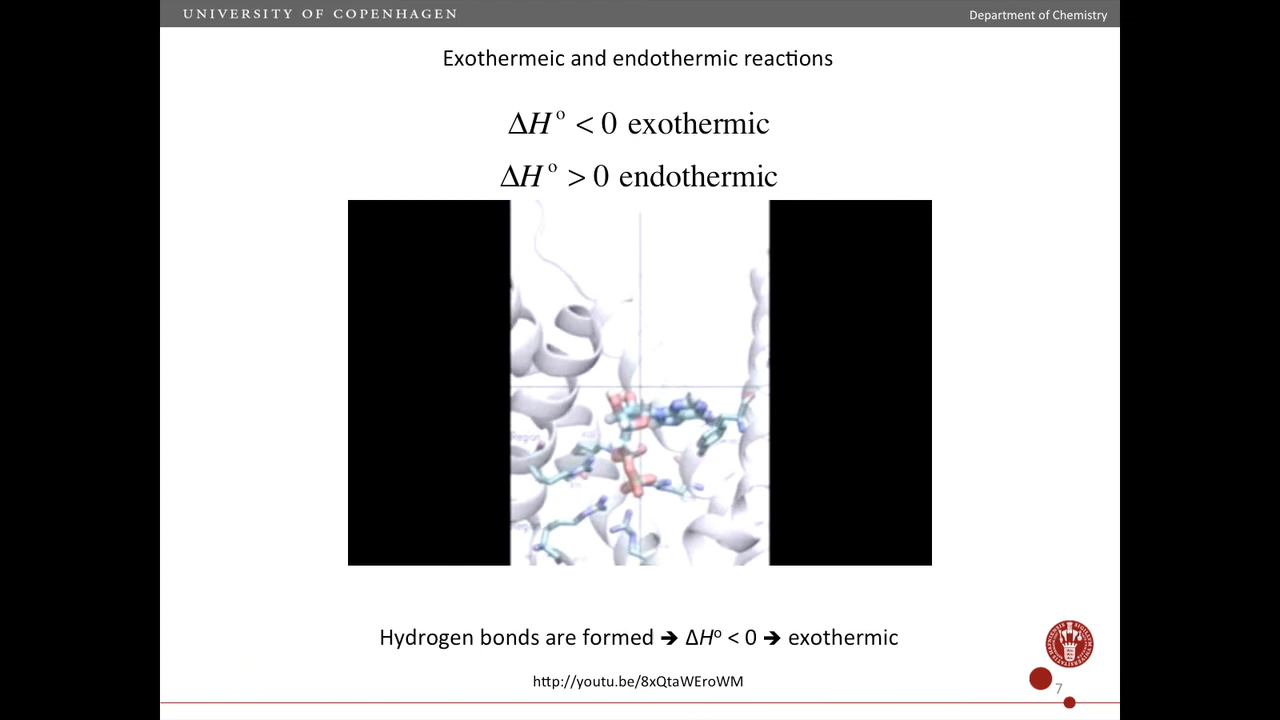 UNIVERSITY OF COPENHAGEN
Department of Chemistry
Exothermeic and endothermic reactions
ΔH° < 0 exothermic
ΔH° > 0 endothermic
Hydrogen bonds are formed ➔ ΔH° < 0 ➔ exothermic
http://youtu.be/8xQtaWEroWM
7